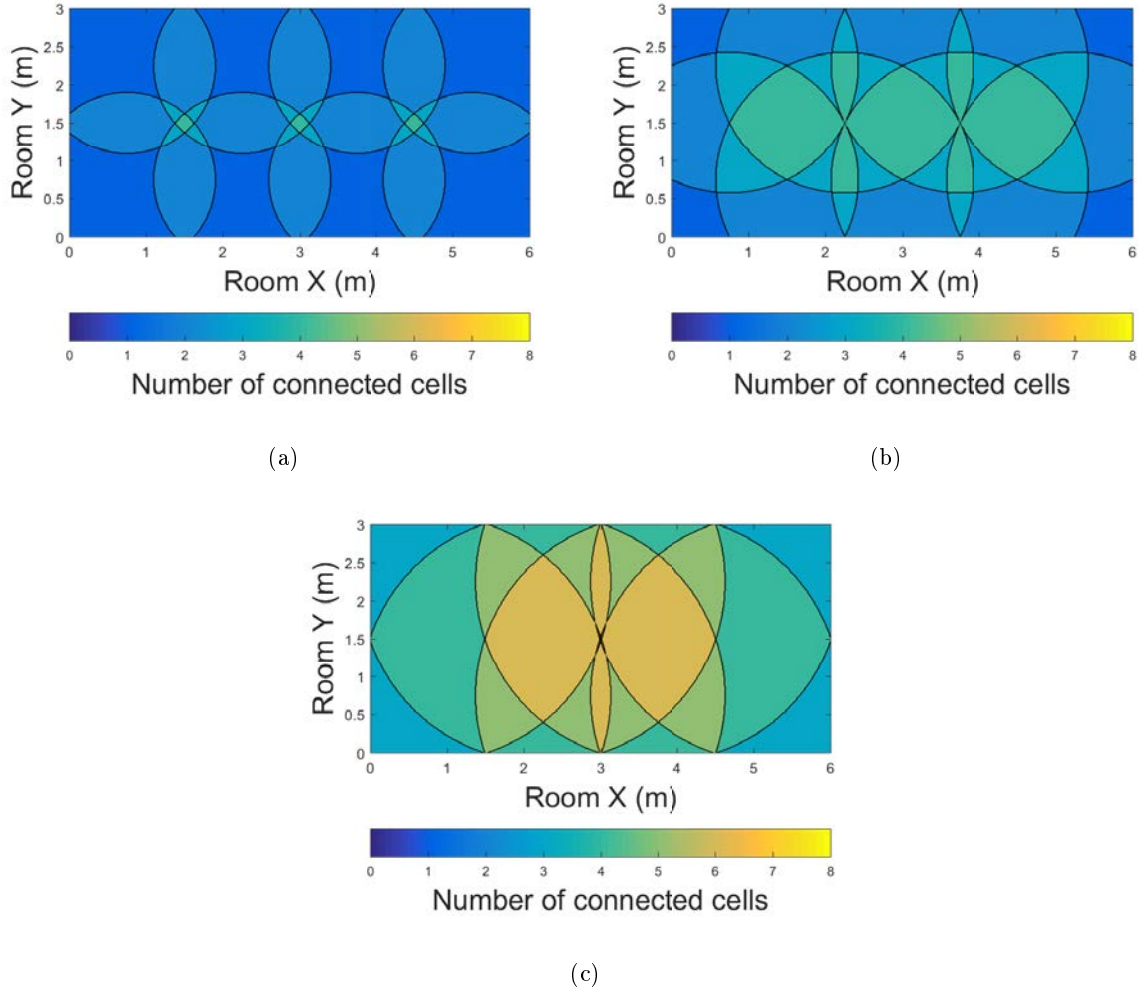 3
2.5
2
1.5
1
0.5
0
Room Y (m)
0 1 2 3 4 5 6
Room X (m)
0 1 2 3 4 5 6 7 8
Number of connected cells
(a)
3
2.5
2
1.5
1
0.5
0
Room Y (m)
0 1 2 3 4 5 6
Room X (m)
0 1 2 3 4 5 6 7 8
Number of connected cells
(b)
3
2.5
2
1.5
1
0.5
0
Room Y (m)
0 1 2 3 4 5 6
Room X (m)
0 1 2 3 4 5 6 7 8
Number of connected cells
(c)